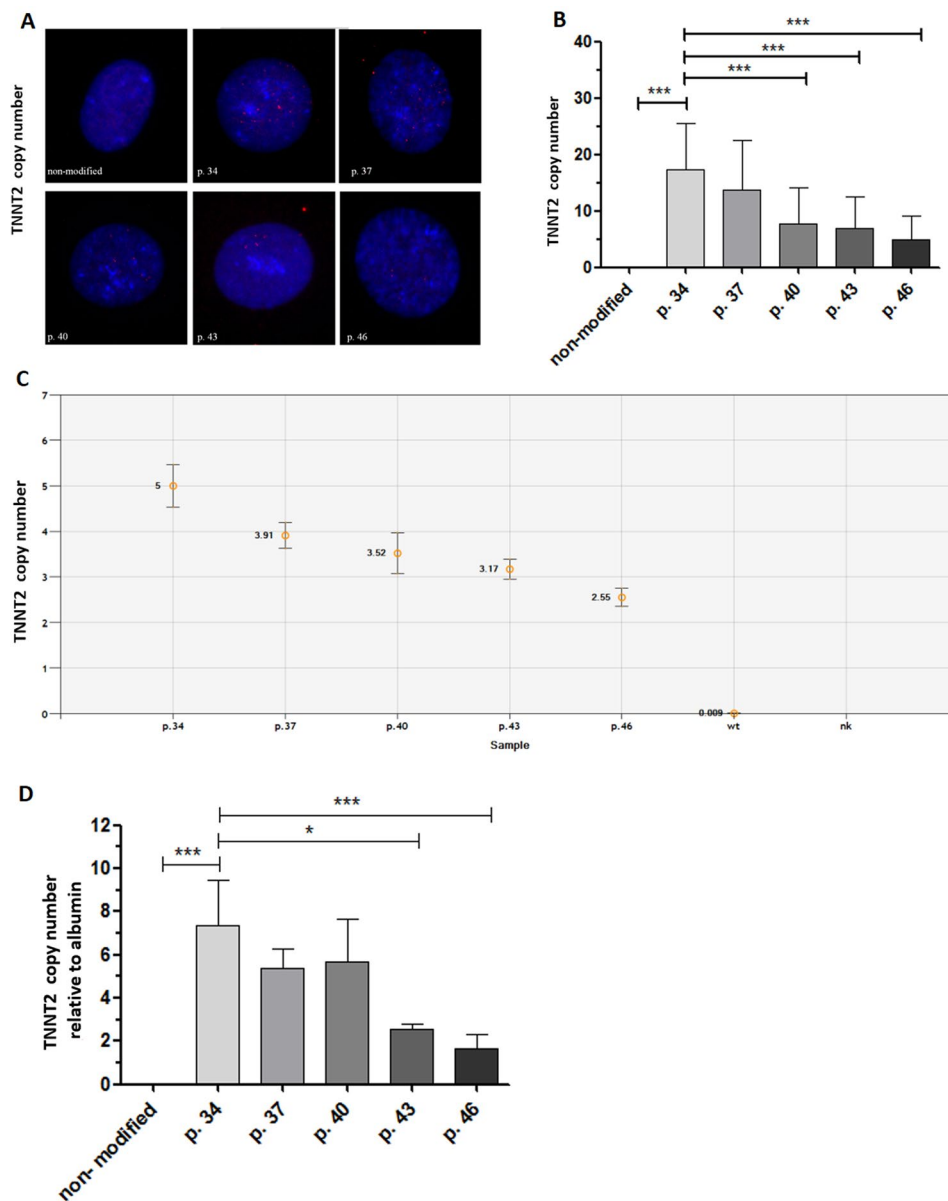 A
TNNT2 copy number
non-modified
p. 34
p. 37
p. 40
p. 43
p. 46
B
TNNT2 copy number
40
30
20
10
0
***
***
***
***
non-modified
p. 34
p. 37
p. 40
p. 43
p. 46
C
TNNT2 copy number
7
6
5
4
3
2
1
0
5
3.91
3.52
3.17
2.55
0.009
p.34
p.37
p.40
p.43
p.46
wt
nk
Sample
D
TNNT2 copy number
relative to albumin
12
10
8
6
4
2
0
***
*
***
non- modified
p. 34
p. 37
p. 40
p. 43
p. 46